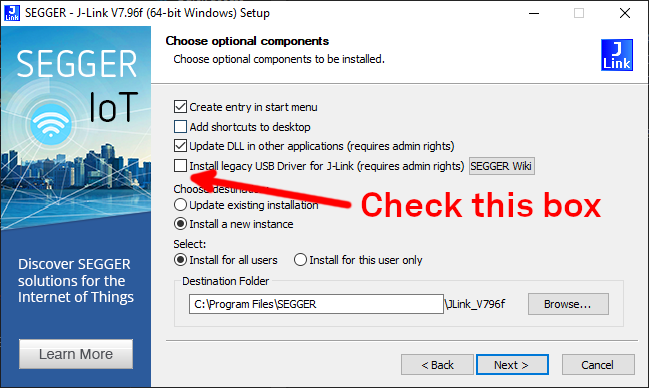 SEGGER - J-Link V7.96f (64-bit Windows) Setup
SEGGER
IoT
Discover SEGGER
solutions for the
Internet of Things
Learn More
Choose optional components
Choose optional components to be installed.
J
Link
Create entry in start menu
Add shortcuts to desktop
Update DLL in other applications (requires admin rights)
Install legacy USB Driver for J-Link (requires admin rights) SEGGER Wiki
Check this box
Choose
Update existing installation
Install a new instance
Select:
Install for all users Install for this user only
Destination Folder
C:\Program Files\SEGGER \JLink_V796f Browse...
< Back Next > Cancel